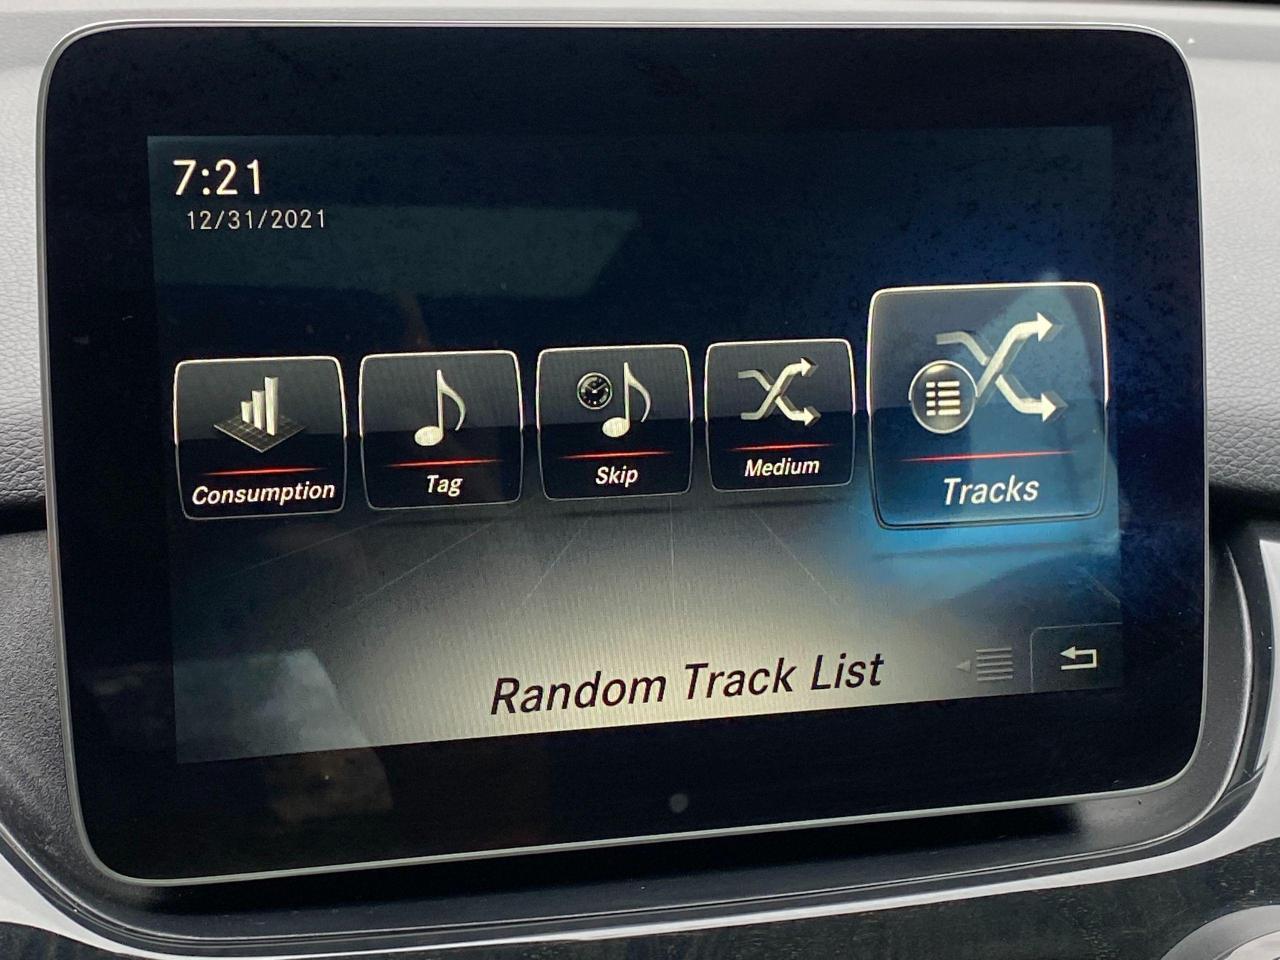 7:21
12/31/2021
Consumption
Tag
Skip
Medium
Tracks
Random Track List